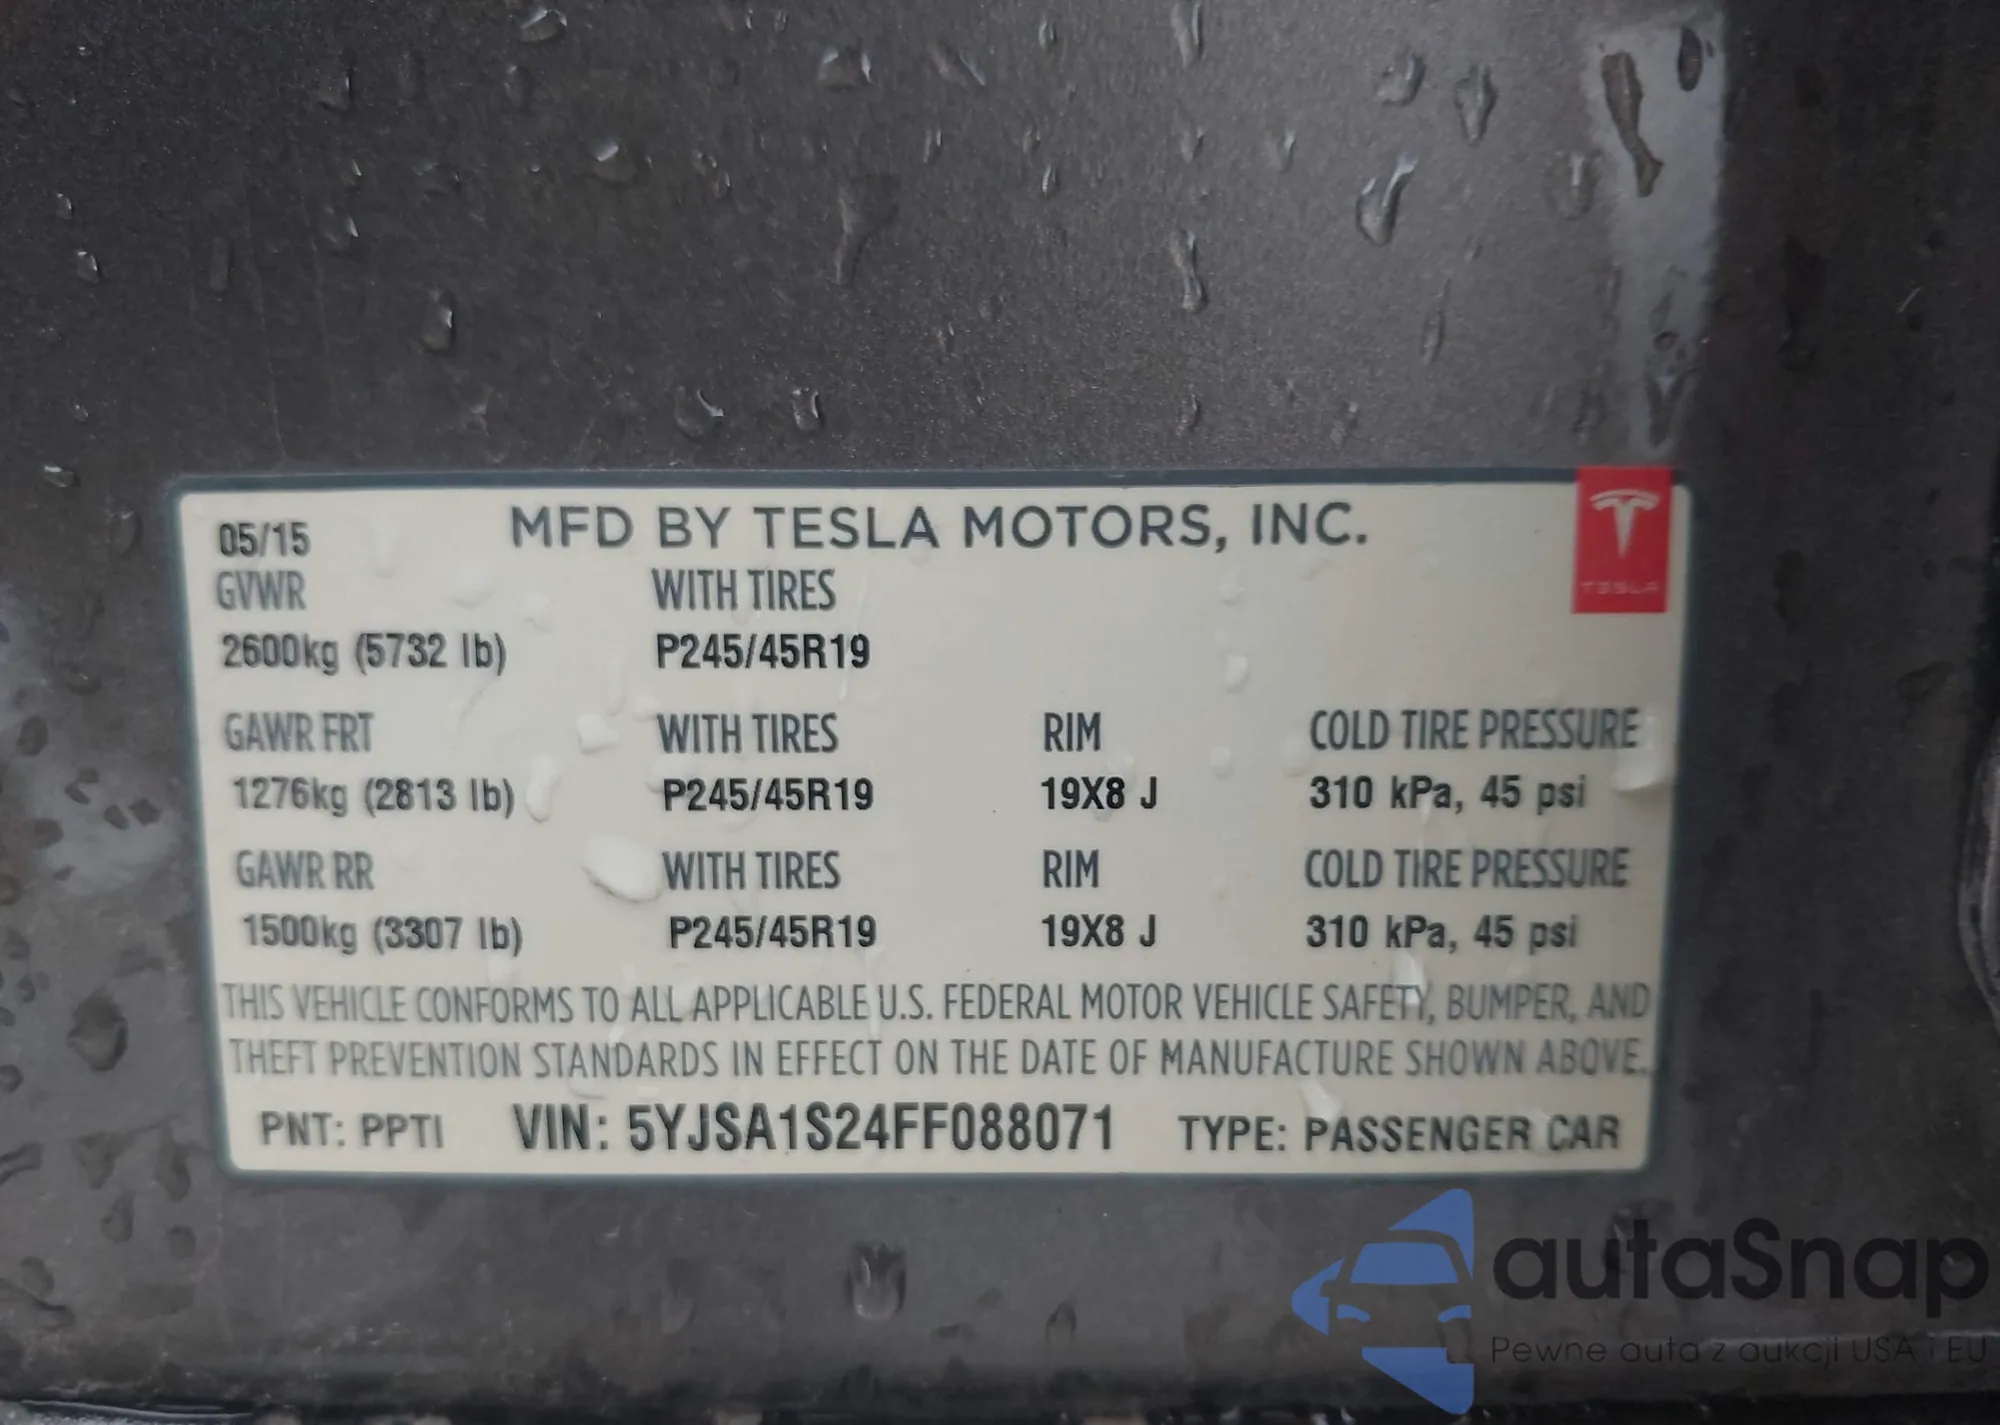 05/15 MFD BY TESLA MOTORS, INC.
TESLA
GVWR WITH TIRES
2600kg (5732 lb) P245/45R19
GAWR FRT WITH TIRES RIM COLD TIRE PRESSURE
1276kg (2813 lb) P245/45R19 19X8 J 310 kPa, 45 psi
GAWR RR WITH TIRES RIM COLD TIRE PRESSURE
1500kg (3307 lb) P245/45R19 19X8 J 310 kPa, 45 psi
THIS VEHICLE CONFORMS TO ALL APPLICABLE U.S. FEDERAL MOTOR VEHICLE SAFETY, BUMPER, AND
THEFT PREVENTION STANDARDS IN EFFECT ON THE DATE OF MANUFACTURE SHOWN ABOVE.
PNT: PPTI VIN: 5YJSA1S24FF088071 TYPE: PASSENGER CAR
autaSnap
Pewne auta z aukcji USA i EU